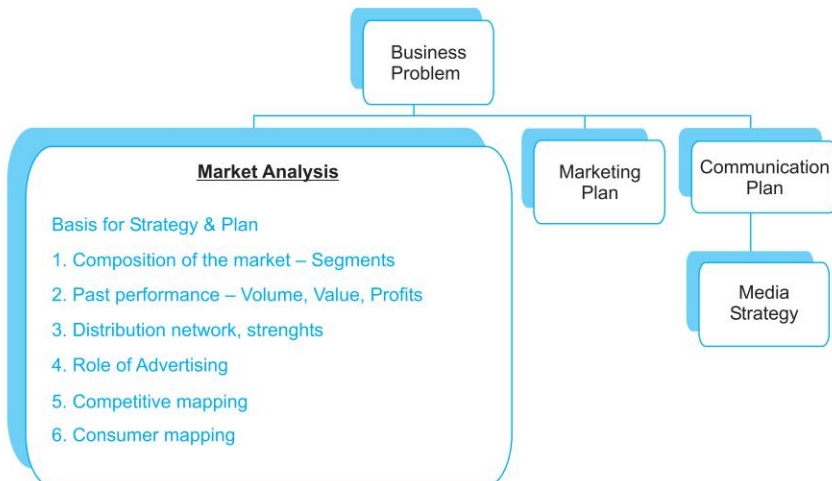 Business
Problem
Market Analysis
Basis for Strategy & Plan
1. Composition of the market – Segments
2. Past performance – Volume, Value, Profits
3. Distribution network, strenghts
4. Role of Advertising
5. Competitive mapping
6. Consumer mapping
Marketing
Plan
Communication
Plan
Media
Strategy